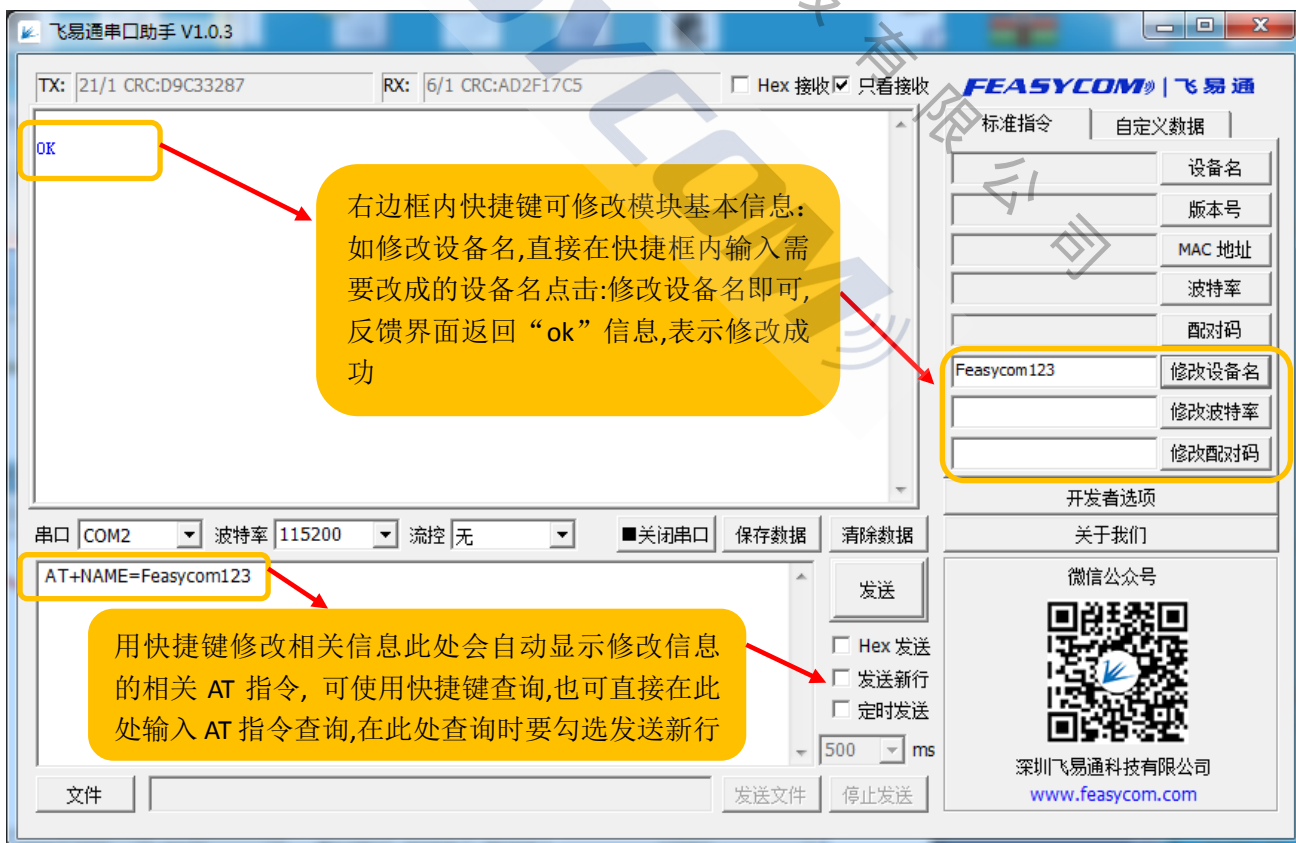 飞易通串口助手 V1.0.3
TX: 21/1 CRC:D9C33287 RX: 6/1 CRC:AD2F17C5 Hex 接收 只看接收
FEASYCOM | 飞易通
标准指令 自定义数据
OK
设备名
版本号
MAC 地址
波特率
配对码
Feasycom123 修改设备名
修改波特率
修改配对码
右边框内快捷键可修改模块基本信息:
如修改设备名,直接在快捷框内输入需
要改成的设备名点击:修改设备名即可,
反馈界面返回“ok”信息,表示修改成
功
开发者选项
串口 COM2 波特率 115200 流控 无 ■关闭串口 保存数据 清除数据
关于我们
AT+NAME=Feasycom123
发送
Hex 发送
发送新行
定时发送
500 ms
用快捷键修改相关信息此处会自动显示修改信息
的相关 AT 指令, 可使用快捷键查询,也可直接在此
处输入 AT 指令查询,在此处查询时要勾选发送新行
文件 发送文件 停止发送
微信公众号
深圳飞易通科技有限公司
www.feasycom.com
YCOM
技有限公司